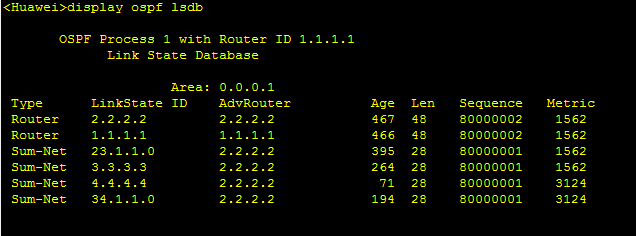 <Huawei>display ospf lsdb
OSPF Process 1 with Router ID 1.1.1.1
Link State Database
Area: 0.0.0.1
Type LinkState ID AdvRouter Age Len Sequence Metric
Router 2.2.2.2 2.2.2.2 467 48 80000002 1562
Router 1.1.1.1 1.1.1.1 466 48 80000002 1562
Sum-Net 23.1.1.0 2.2.2.2 395 28 80000001 1562
Sum-Net 3.3.3.3 2.2.2.2 264 28 80000001 1562
Sum-Net 4.4.4.4 2.2.2.2 71 28 80000001 3124
Sum-Net 34.1.1.0 2.2.2.2 194 28 80000001 3124